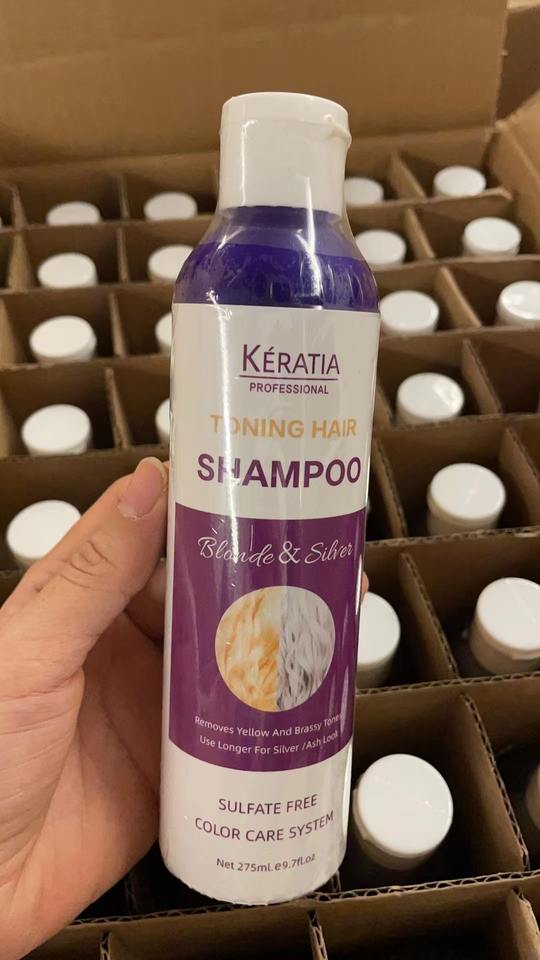 KÉRATIA
PROFESSIONAL
TONING HAIR
SHAMPOO
Blonde & Silver
Removes Yellow And Brassy Tones
Use Longer For Silver /Ash Look
SULFATE FREE
COLOR CARE SYSTEM
Net 275ml.e9.7fl.oz